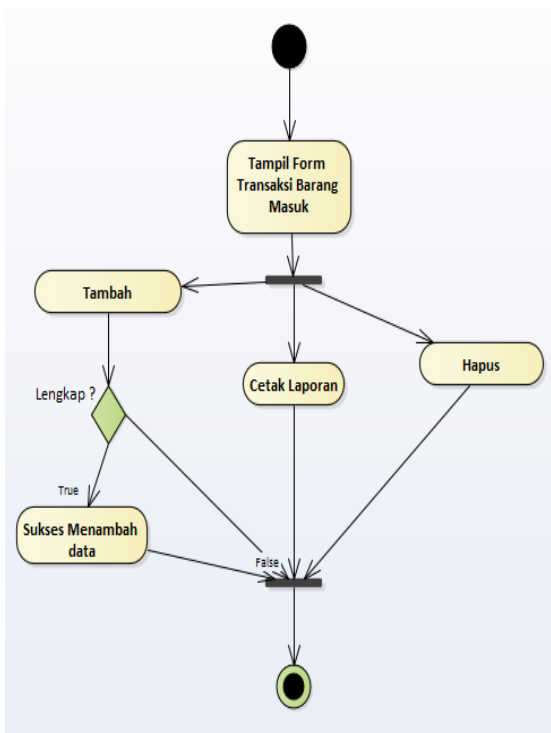 Tampil Form
Transaksi Barang
Masuk
Tambah
Cetak Laporan
Hapus
Lengkap ?
True
Sukses Menambah
data
False